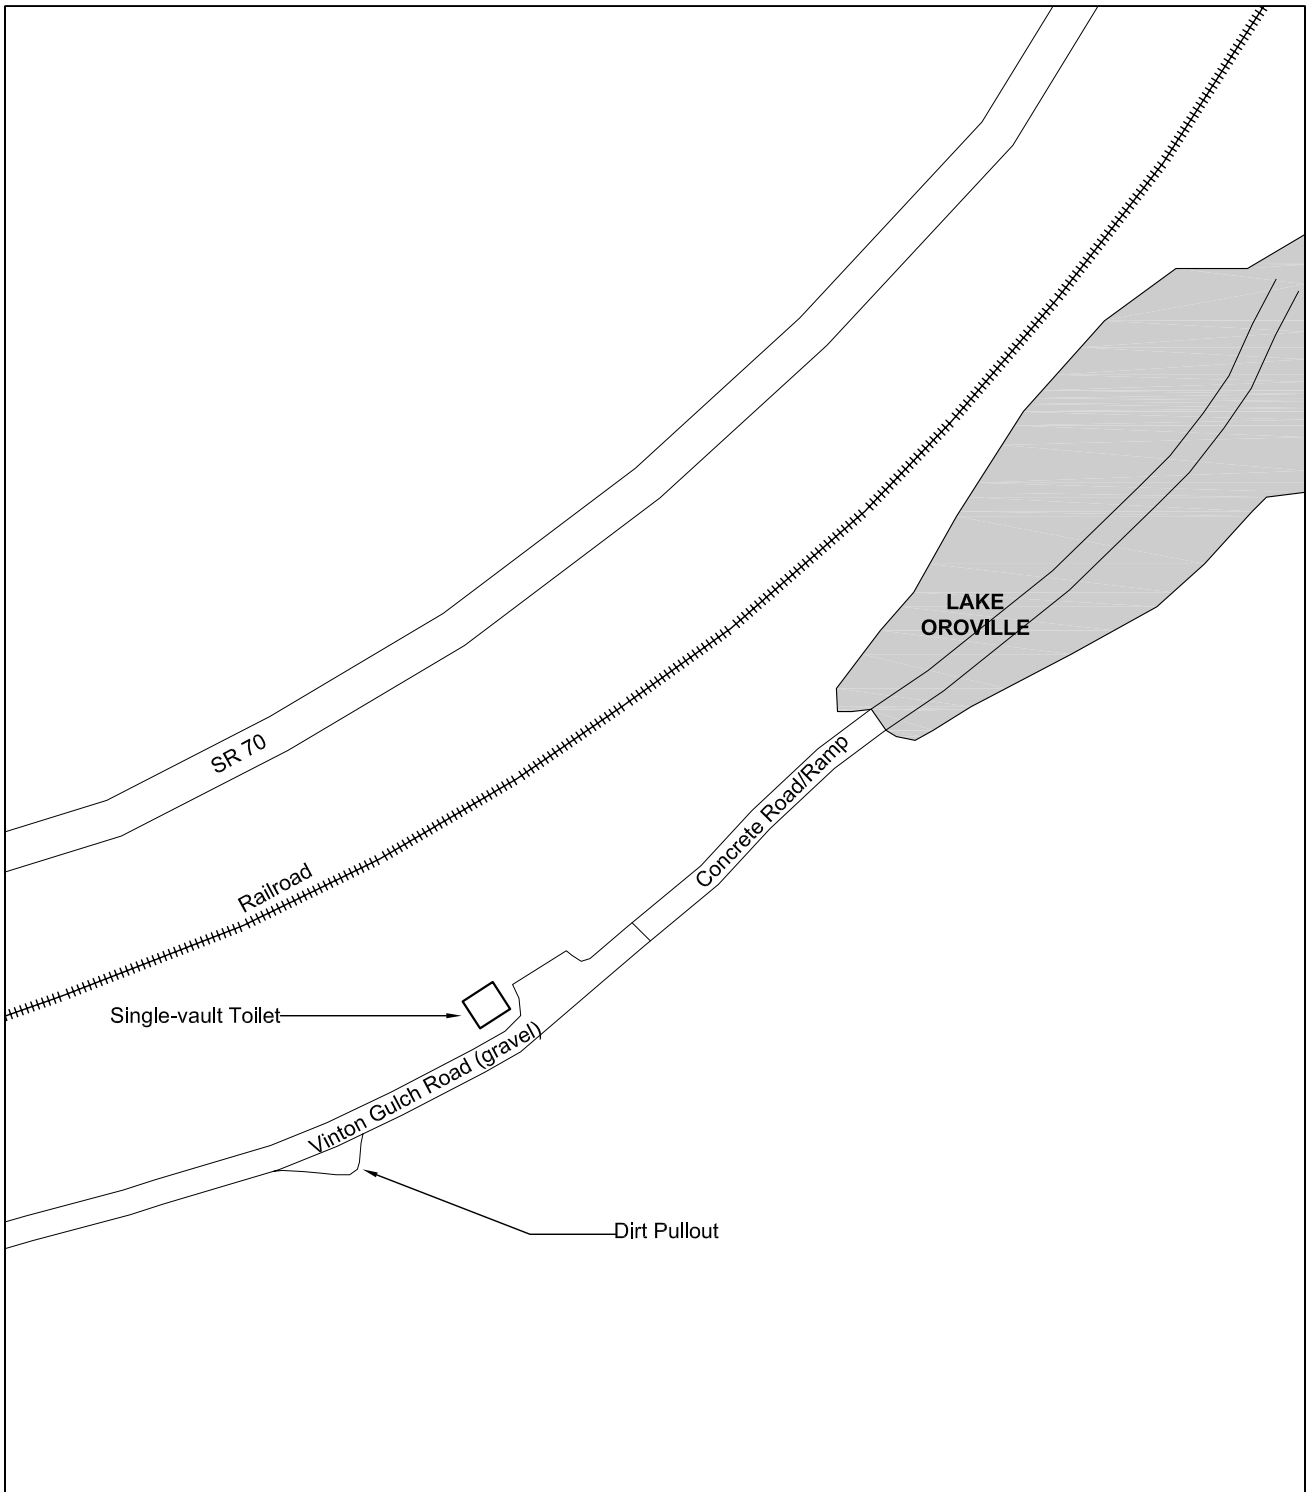 LAKE
OROVILLE
SR 70
Concrete Road/Ramp
Railroad
Single-vault Toilet
Vinton Gulch Road (gravel)
Dirt Pullout